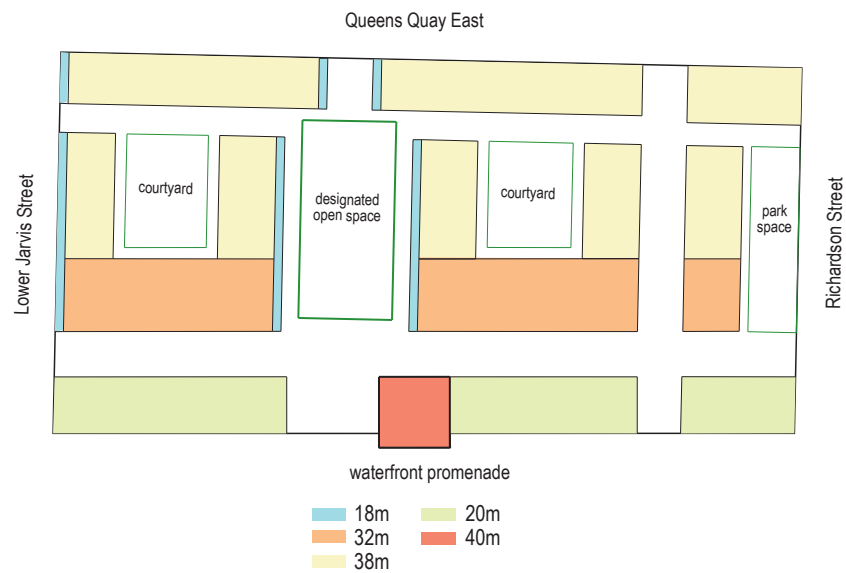 Queens Quay East
Lower Jarvis Street
courtyard
designated
open space
courtyard
park
space
Richardson Street
waterfront promenade
18m
20m
32m
40m
38m